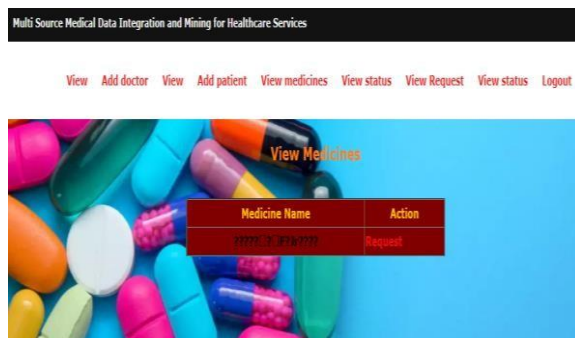 Multi Source Medical Data Integration and Mining for Healthcare Services
View Add doctor View Add patient View medicines View status View Request View status Logout
View Medicines
Medicine Name Action
Request